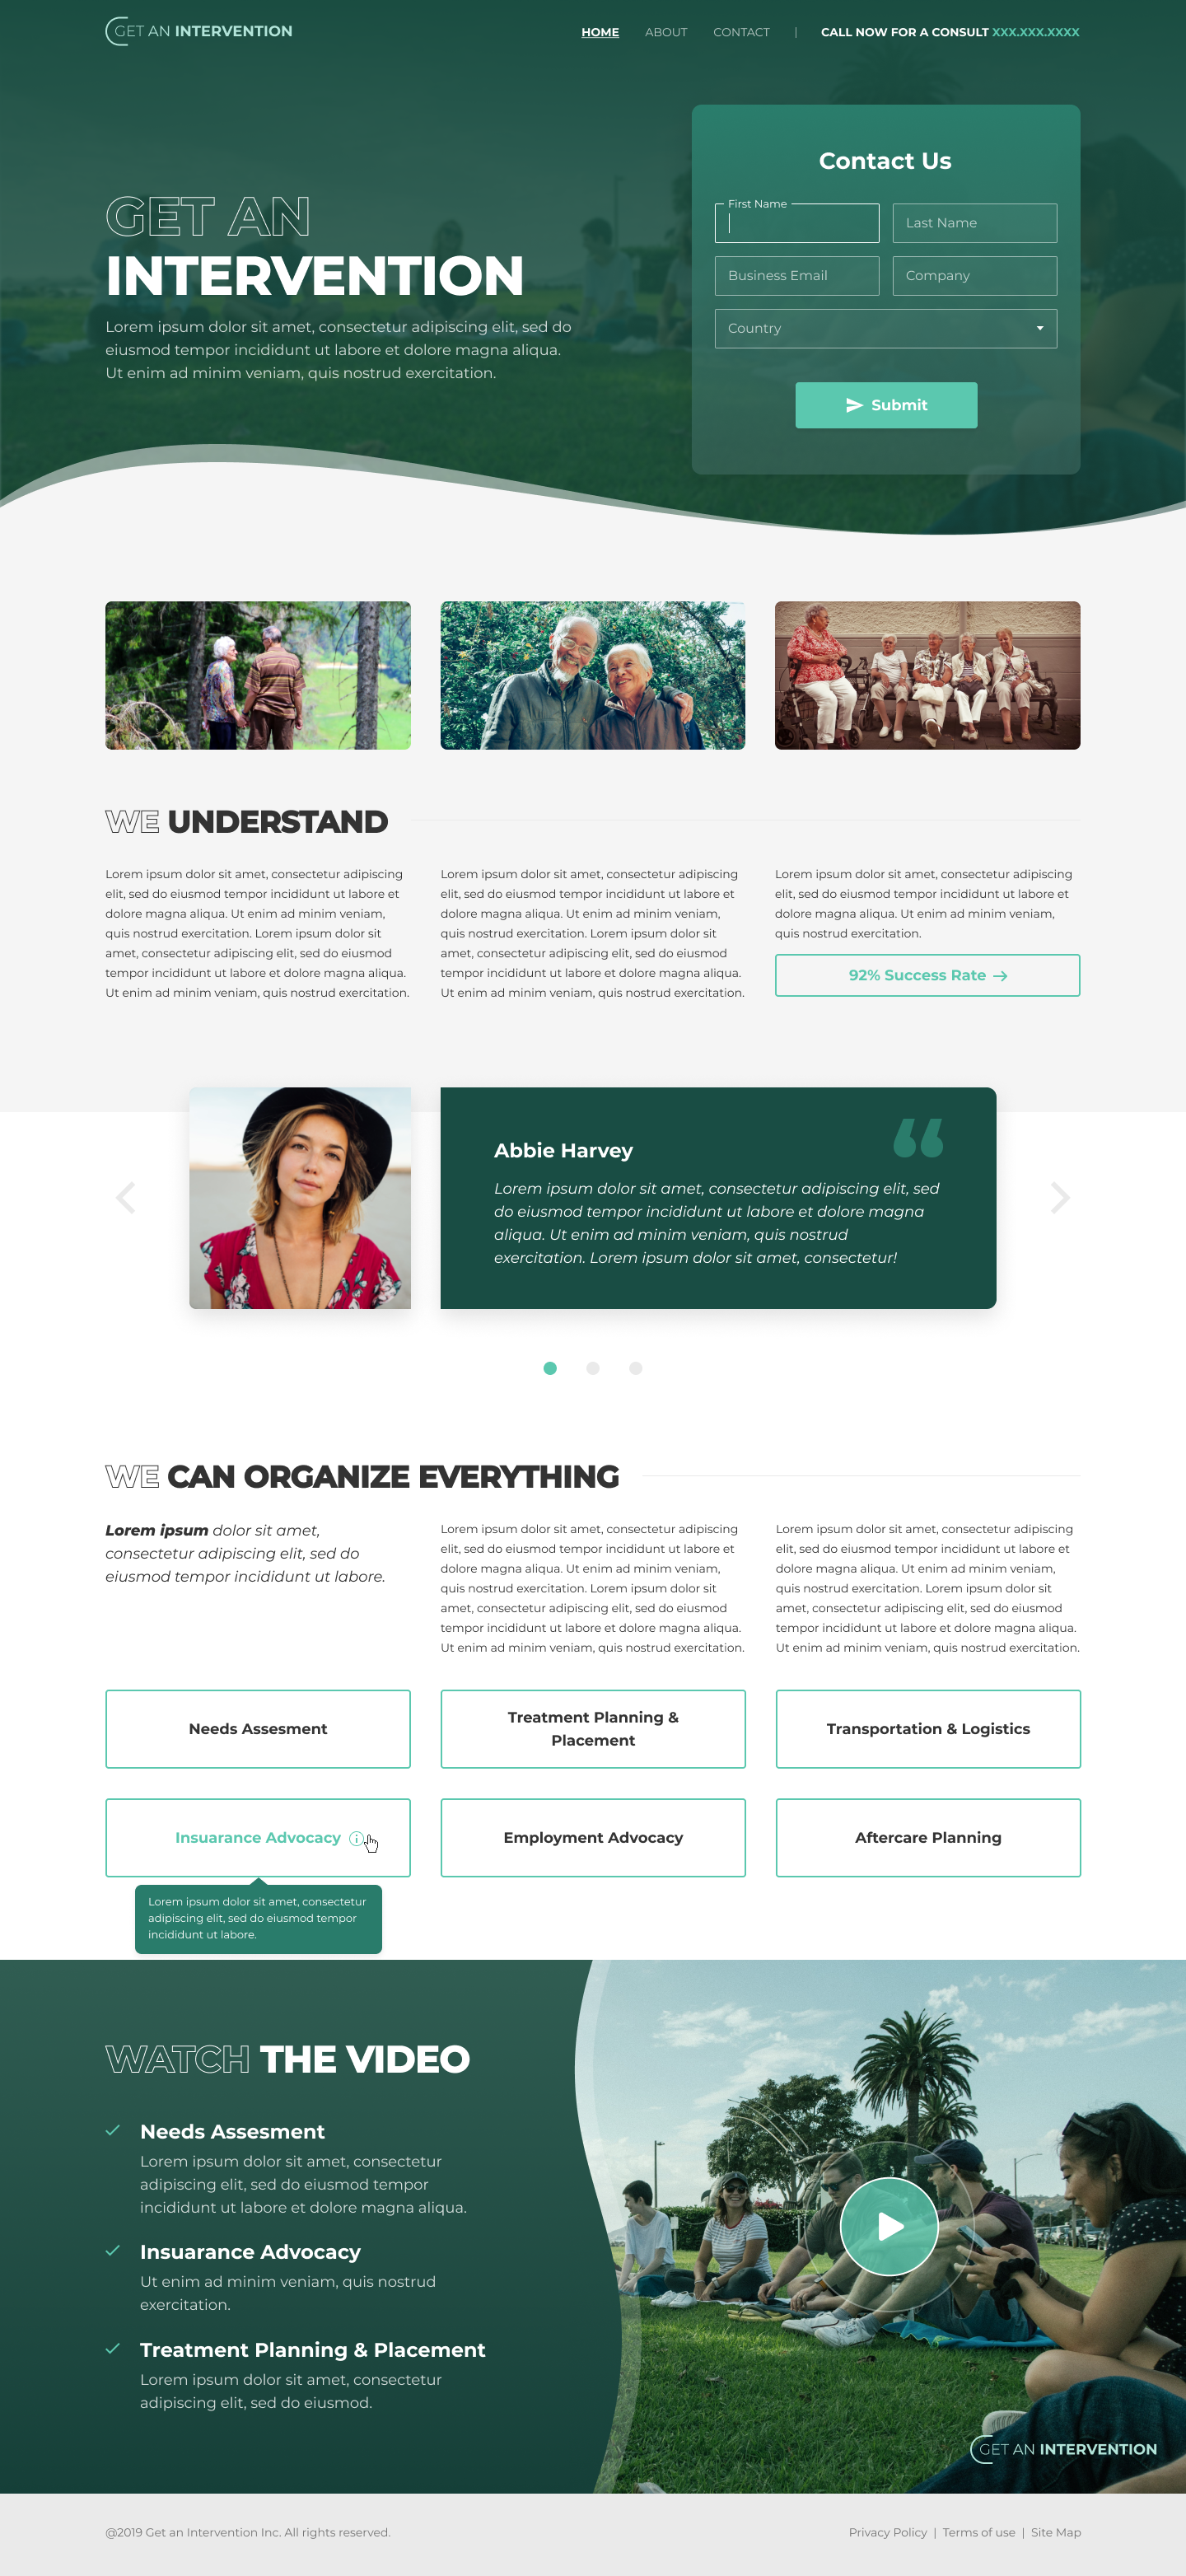 GET AN INTERVENTION
HOME ABOUT CONTACT | CALL NOW FOR A CONSULT XXX.XXX.XXXX
GET AN
INTERVENTION
Lorem ipsum dolor sit amet, consectetur adipiscing elit, sed do
eiusmod tempor incididunt ut labore et dolore magna aliqua.
Ut enim ad minim veniam, quis nostrud exercitation.
Contact Us
First Name
Last Name
Business Email
Company
Country
Submit
WE UNDERSTAND
Lorem ipsum dolor sit amet, consectetur adipiscing
elit, sed do eiusmod tempor incididunt ut labore et
dolore magna aliqua. Ut enim ad minim veniam,
quis nostrud exercitation. Lorem ipsum dolor sit
amet, consectetur adipiscing elit, sed do eiusmod
tempor incididunt ut labore et dolore magna aliqua.
Ut enim ad minim veniam, quis nostrud exercitation.
Lorem ipsum dolor sit amet, consectetur adipiscing
elit, sed do eiusmod tempor incididunt ut labore et
dolore magna aliqua. Ut enim ad minim veniam,
quis nostrud exercitation. Lorem ipsum dolor sit
amet, consectetur adipiscing elit, sed do eiusmod
tempor incididunt ut labore et dolore magna aliqua.
Ut enim ad minim veniam, quis nostrud exercitation.
Lorem ipsum dolor sit amet, consectetur adipiscing
elit, sed do eiusmod tempor incididunt ut labore et
dolore magna aliqua. Ut enim ad minim veniam,
quis nostrud exercitation.
92% Success Rate →
Abbie Harvey
“
Lorem ipsum dolor sit amet, consectetur adipiscing elit, sed
do eiusmod tempor incididunt ut labore et dolore magna
aliqua. Ut enim ad minim veniam, quis nostrud
exercitation. Lorem ipsum dolor sit amet, consectetur!
WE CAN ORGANIZE EVERYTHING
Lorem ipsum dolor sit amet,
consectetur adipiscing elit, sed do
eiusmod tempor incididunt ut labore.
Lorem ipsum dolor sit amet, consectetur adipiscing
elit, sed do eiusmod tempor incididunt ut labore et
dolore magna aliqua. Ut enim ad minim veniam,
quis nostrud exercitation. Lorem ipsum dolor sit
amet, consectetur adipiscing elit, sed do eiusmod
tempor incididunt ut labore et dolore magna aliqua.
Ut enim ad minim veniam, quis nostrud exercitation.
Lorem ipsum dolor sit amet, consectetur adipiscing
elit, sed do eiusmod tempor incididunt ut labore et
dolore magna aliqua. Ut enim ad minim veniam,
quis nostrud exercitation. Lorem ipsum dolor sit
amet, consectetur adipiscing elit, sed do eiusmod
tempor incididunt ut labore et dolore magna aliqua.
Ut enim ad minim veniam, quis nostrud exercitation.
Needs Assesment
Treatment Planning &
Placement
Transportation & Logistics
Insuarance Advocacy
Employment Advocacy
Aftercare Planning
Lorem ipsum dolor sit amet, consectetur
adipiscing elit, sed do eiusmod tempor
incididunt ut labore.
WATCH THE VIDEO
Needs Assesment
Lorem ipsum dolor sit amet, consectetur
adipiscing elit, sed do eiusmod tempor
incididunt ut labore et dolore magna aliqua.
Insuarance Advocacy
Ut enim ad minim veniam, quis nostrud
exercitation.
Treatment Planning & Placement
Lorem ipsum dolor sit amet, consectetur
adipiscing elit, sed do eiusmod.
GET AN INTERVENTION
@2019 Get an Intervention Inc. All rights reserved.
Privacy Policy | Terms of use | Site Map